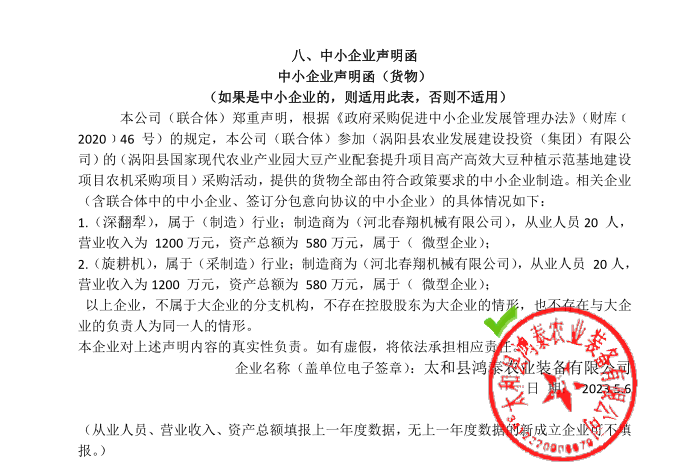 八、中小企业声明函
中小企业声明函（货物）
（如果是中小企业的，则适用此表，否则不适用）
本公司（联合体）郑重声明，根据《政府采购促进中小企业发展管理办法》（财库﹝
2020﹞46 号）的规定，本公司（联合体）参加（涡阳县农业发展建设投资（集团）有限公
司）的（涡阳县国家现代农业产业园大豆产业配套提升项目高产高效大豆种植示范基地建设
项目农机采购项目）采购活动，提供的货物全部由符合政策要求的中小企业制造。相关企业
（含联合体中的中小企业、签订分包意向协议的中小企业）的具体情况如下：
1.（深翻犁），属于（制造）行业；制造商为（河北春翔机械有限公司），从业人员20 人，
营业收入为 1200 万元，资产总额为 580 万元，属于（ 微型企业）；
2.（旋耕机），属于（采制造）行业；制造商为（河北春翔机械有限公司），从业人员 20人，
营业收入为1200 万元，资产总额为 580 万元，属于（ 微型企业）；
以上企业，不属于大企业的分支机构，不存在控股股东为大企业的情形，也不存在与大企
业的负责人为同一人的情形。
本企业对上述声明内容的真实性负责。如有虚假，将依法承担相应责任。
企业名称（盖单位电子签章）：太和县鸿泰农业装备有限公司
日 期： 2023.5.6
太和县鸿泰农业装备有限公司
（从业人员、营业收入、资产总额填报上一年度数据，无上一年度数据的新成立企业可不填
报。）